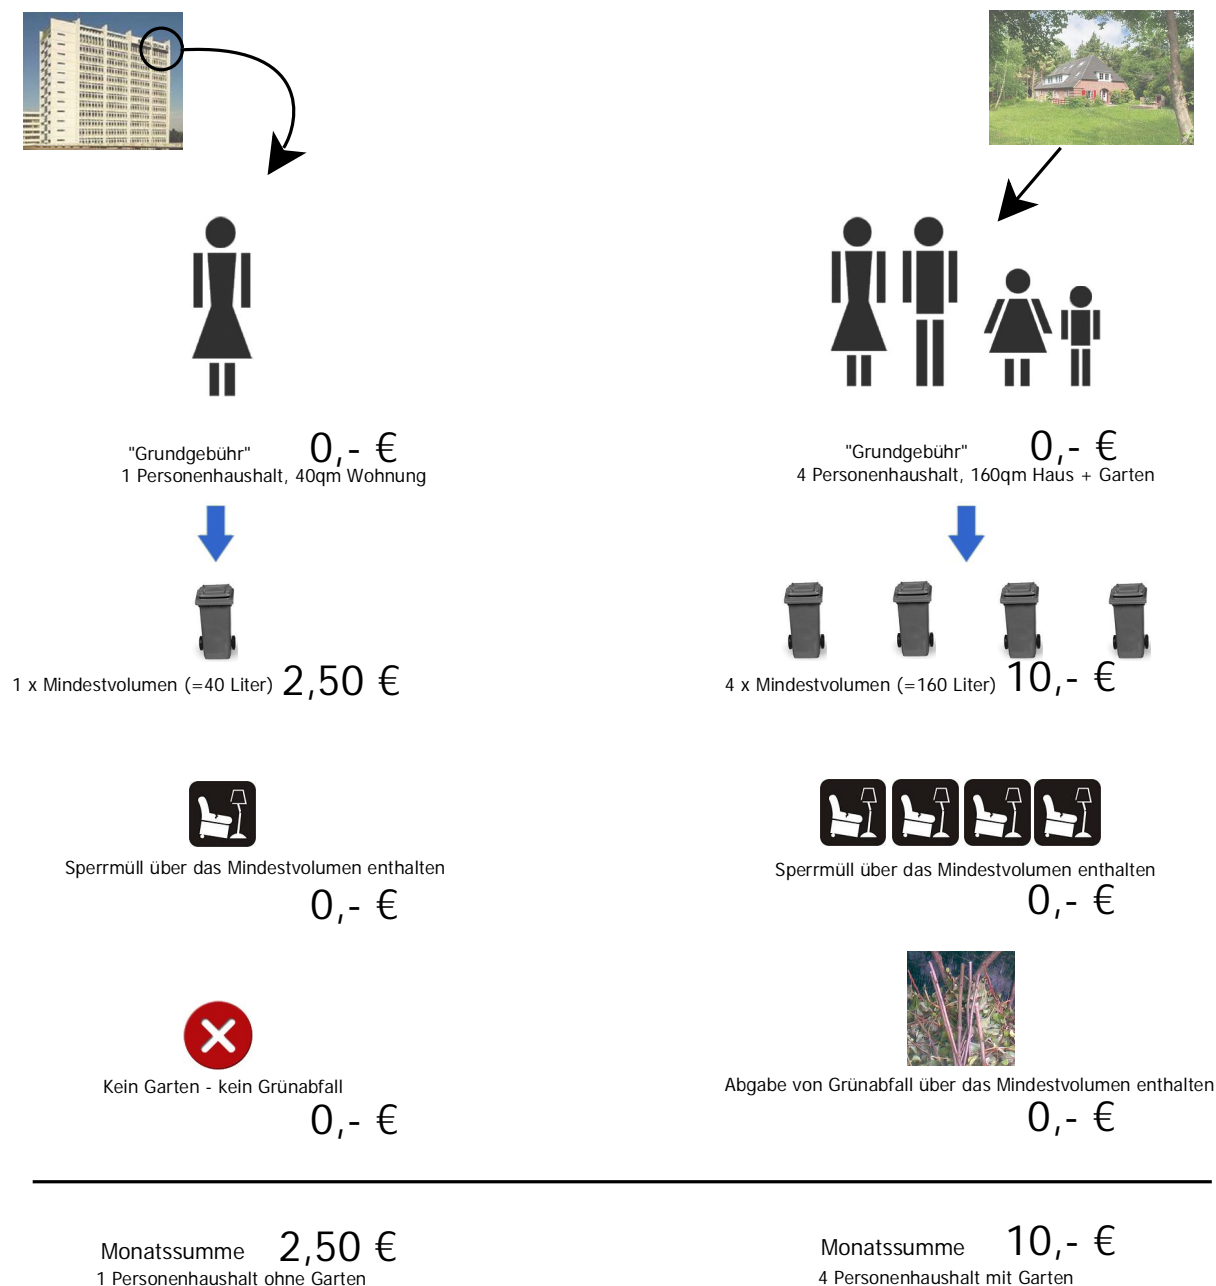 "Grundgebühr" 0,- €
1 Personenhaushalt, 40qm Wohnung
1 x Mindestvolumen (=40 Liter) 2,50 €
Sperrmüll über das Mindestvolumen enthalten
0,- €
Kein Garten - kein Grünabfall
0,- €
Monatssumme 2,50 €
1 Personenhaushalt ohne Garten
"Grundgebühr" 0,- €
4 Personenhaushalt, 160qm Haus + Garten
4 x Mindestvolumen (=160 Liter) 10,- €
Sperrmüll über das Mindestvolumen enthalten
0,- €
Abgabe von Grünabfall über das Mindestvolumen enthalten
0,- €
Monatssumme 10,- €
4 Personenhaushalt mit Garten